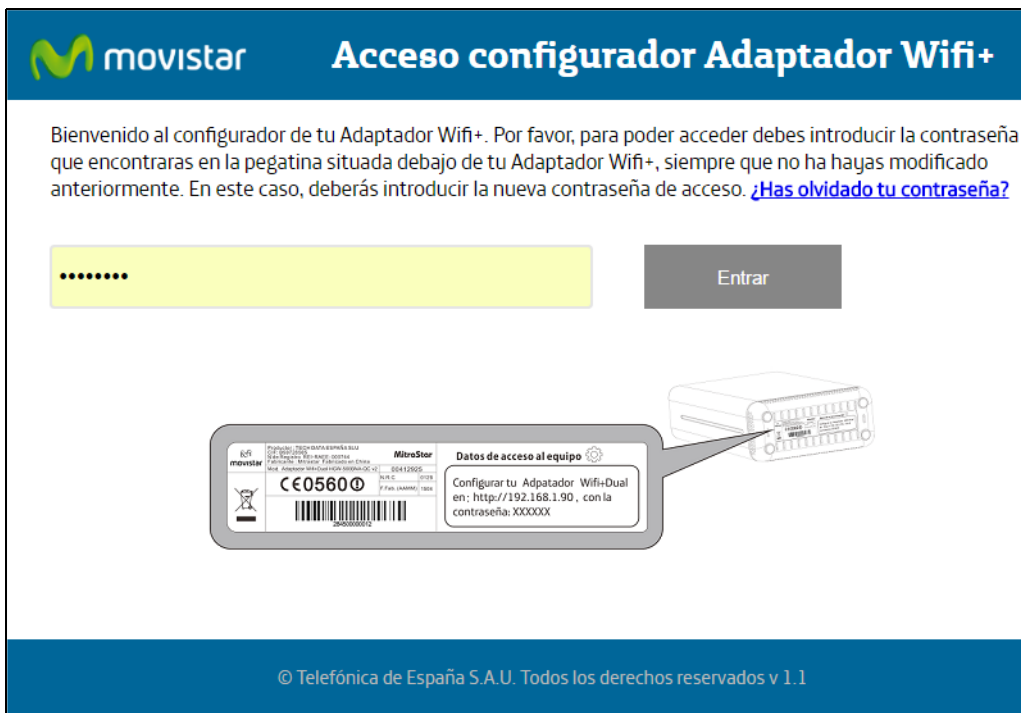 movistar
Acceso configurador Adaptador Wifi+
Bienvenido al configurador de tu Adaptador Wifi+. Por favor, para poder acceder debes introducir la contraseña
que encontraras en la pegatina situada debajo de tu Adaptador Wifi+, siempre que no ha hayas modificado
anteriormente. En este caso, deberás introducir la nueva contraseña de acceso. ¿Has olvidado tu contraseña?
••••••••
Entrar
movistar
MitraStar
CE0560
Datos de acceso al equipo
Configurar tu Adpatador Wifi+Dual
en; http://192.168.1.90 , con la
contraseña: XXXXXX
© Telefónica de España S.A.U. Todos los derechos reservados v 1.1